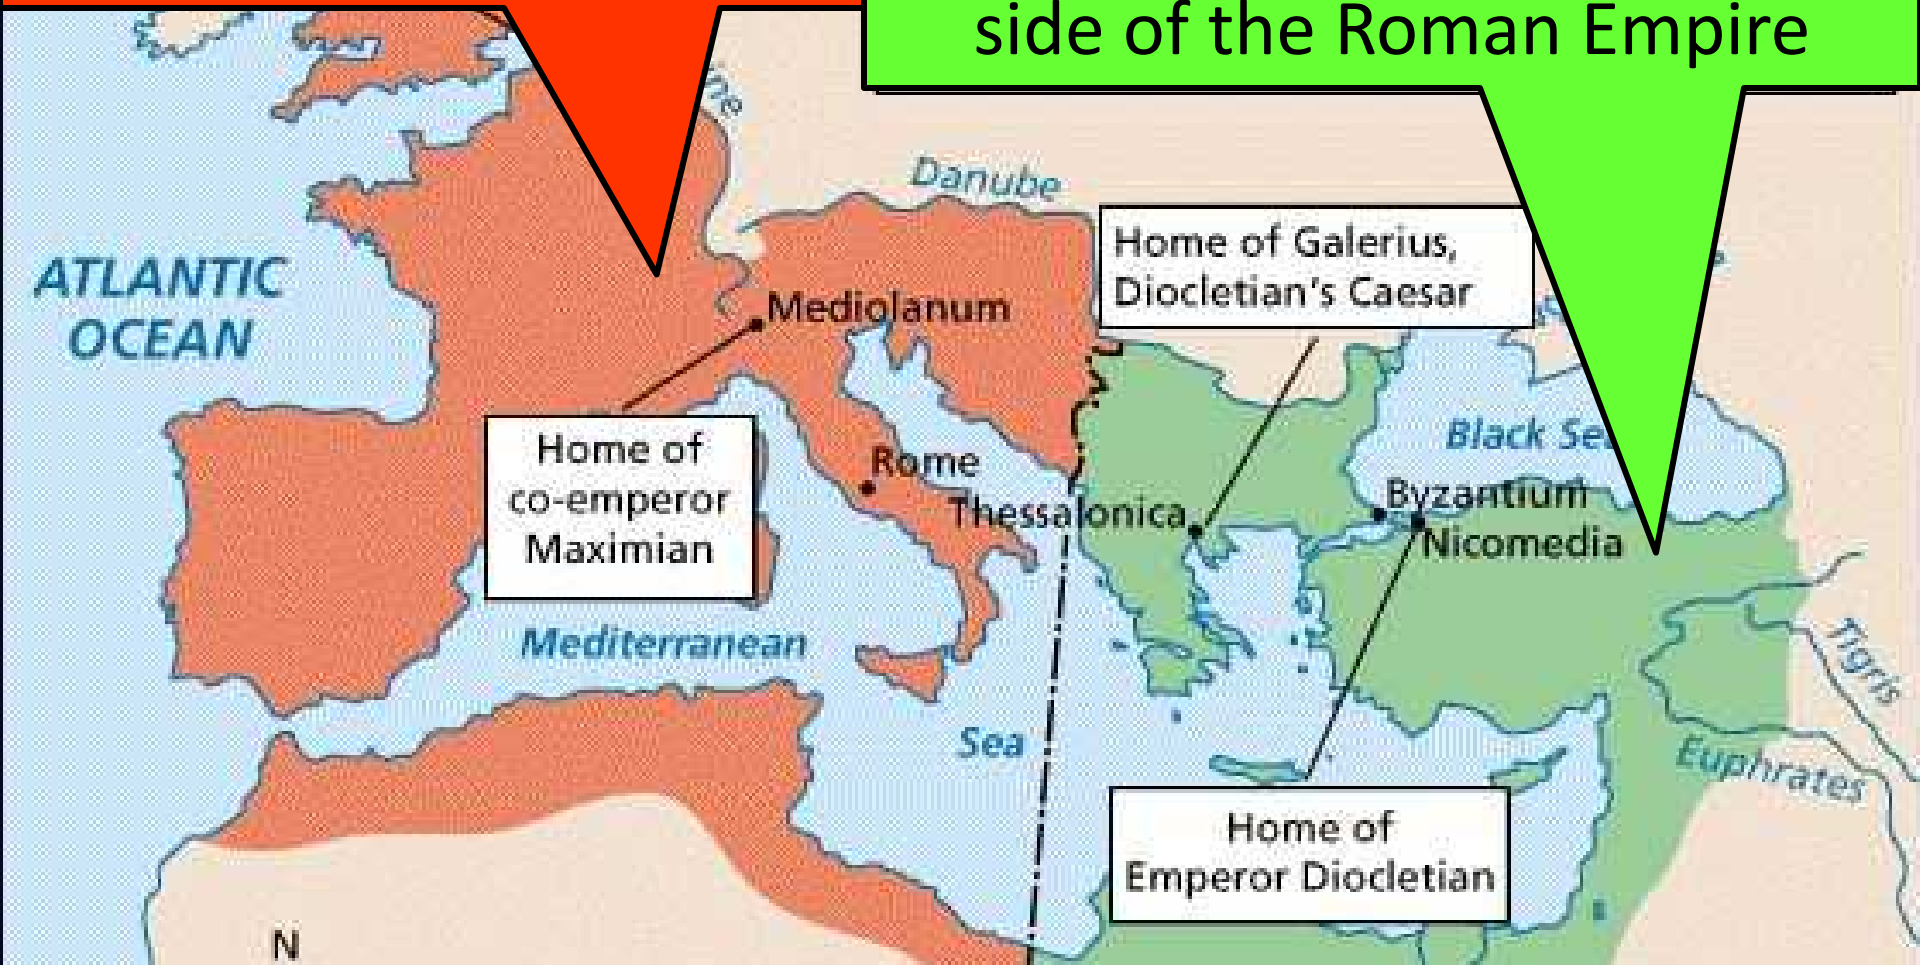 side of the Roman Empire
Danube
Home of Galerius,
Diocletian's Caesar
ATLANTIC
OCEAN
Mediolanum
Black Sea
Home of
co-emperor
Maximian
Rome
Thessalonica
Byzantium
Nicomedia
Mediterranean
Sea
Tigris
Euphrates
Home of
Emperor Diocletian
N